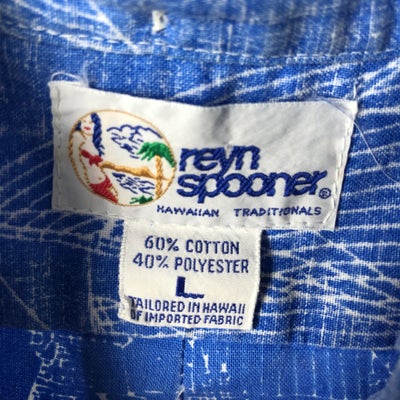 reyn
spooner®
HAWAIIAN TRADITIONALS
60% COTTON
40% POLYESTER
L
TAILORED IN HAWAII
OF IMPORTED FABRIC